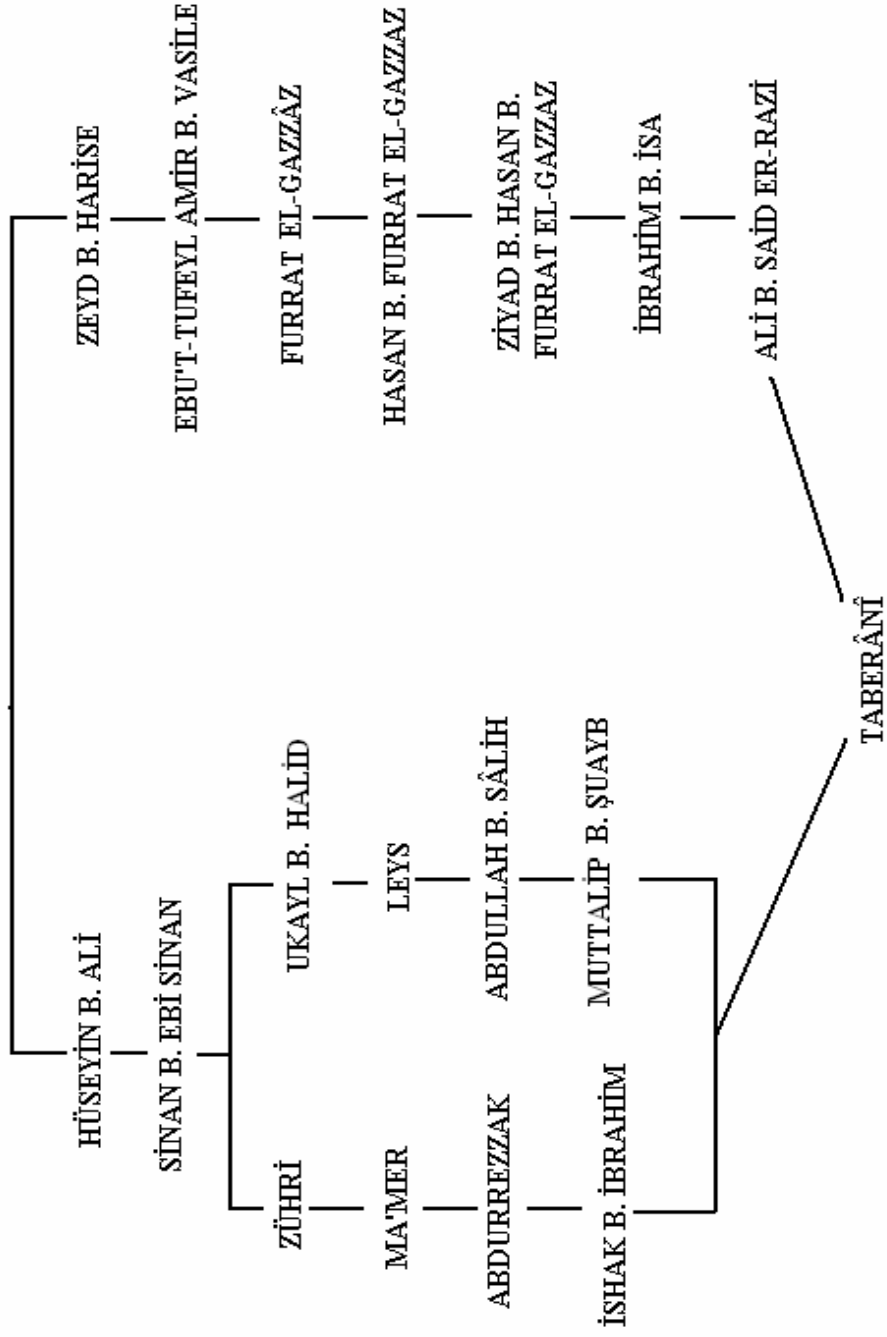 HÜSEYİN B. ALİ
SİNAN B. EBİ SİNAN
ZÜHRİ
MA'MER
ABDURREZZAK
İSHAK B. İBRAHİM
UKAYL B. HALİD
LEYS
ABDULLAH B. SÂLİH
MUTTALİP B. ŞUAYB
ZEYD B. HARİSE
EBU'T-TUFEYL AMİR B. VASİLE
FURRAT EL-GAZZÂZ
HASAN B. FURRAT EL-GAZZAZ
ZİYAD B. HASAN B.
FURRAT EL-GAZZAZ
İBRAHİM B. İSA
ALİ B. SAİD ER-RAZİ
TABERÂNÎ